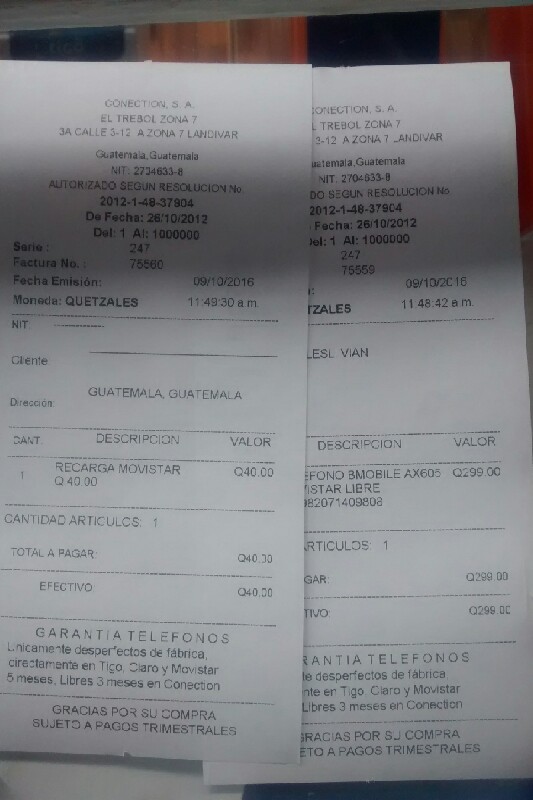 CONECTION, S. A.
EL TREBOL ZONA 7
3A CALLE 3-12 A ZONA 7 LANDIVAR
Guatemala, Guatemala
NIT: 2704633-8
AUTORIZADO SEGUN RESOLUCION No
2012-1-48-37904
De Fecha: 26/10/2012
Del: 1 Al: 1000000
Serie : 247
Factura No. : 75560
Fecha Emisión: 09/10/2016
Moneda: QUETZALES 11:49:30 a.m.
NIT:
Cliente:
Dirección: GUATEMALA, GUATEMALA
CANT. DESCRIPCION VALOR
1 RECARGA MOVISTAR Q40.00
Q.40.00
CANTIDAD ARTICULOS: 1
TOTAL A PAGAR: Q40.00
EFECTIVO: Q40.00
GARANTIA TELEFONOS
Unicamente desperfectos de fábrica,
directamente en Tigo, Claro y Movistar
6 meses, Libres 3 meses en Conection
GRACIAS POR SU COMPRA
SUJETO A PAGOS TRIMESTRALES
CONECTION, S. A.
L TREBOL ZONA 7
3-12 A ZONA 7 LANDIVAR
uatemala, Guatemala
NIT: 2704633-8
DO SEGUN RESOLUCION No
2012-1-48-37904
Fecha: 26/10/2012
Del: 1 Al: 1000000
247
75559
09/10/2016
TZALES 11:48:42 a.m.
LESL VIAN
DESCRIPCION VALOR
EFONO BMOBILE AX605 Q299.00
ISTAR LIBRE
982071409808
RTICULOS: 1
GAR: Q299.00
TIVO: Q299.00
RANTIA TELEFONOS
e desperfectos de fábrica,
nte en Tigo, Claro y Movistar
Libres 3 meses en Conection
GRACIAS POR SU COMPRA
ETO A PAGOS TRIMESTRALES